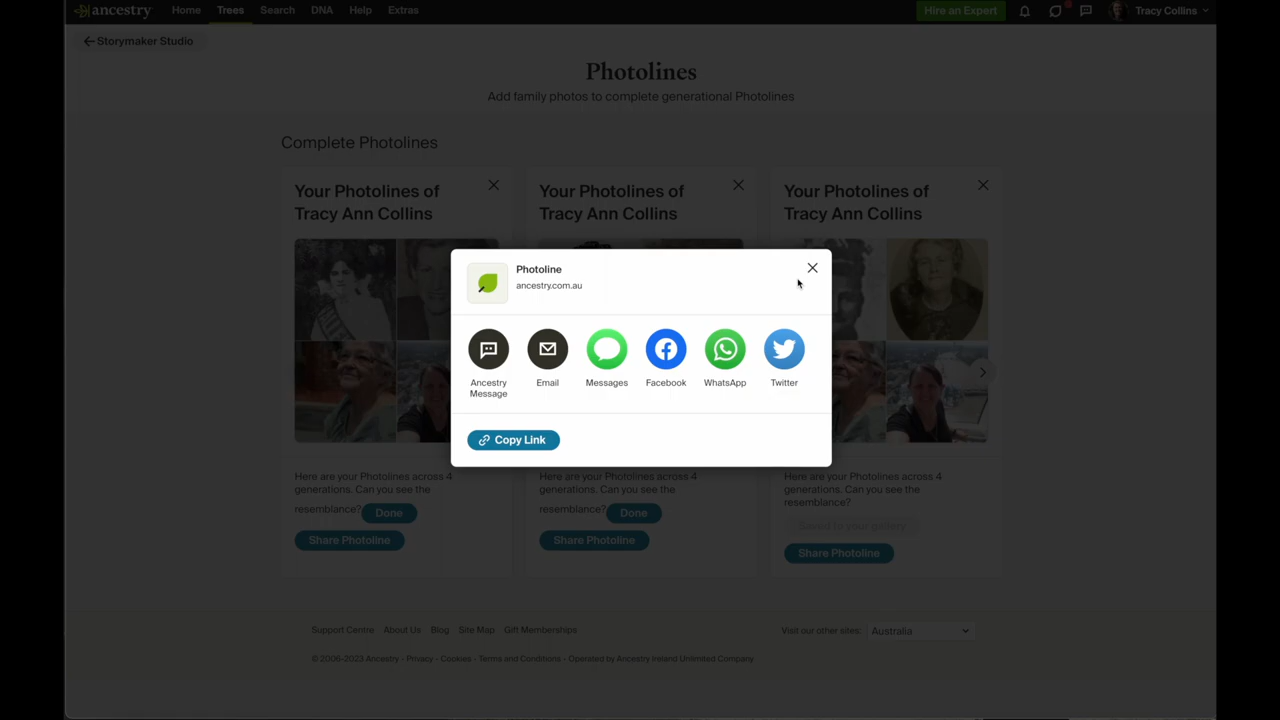 ancestry Home Trees Search DNA Help Extras Hire an Expert Tracy Collins
Storymaker Studio
Photolines
Add family photos to complete generational Photolines
Complete Photolines
Your Photolines of
Tracy Ann Collins
Your Photolines of
Tracy Ann Collins
Your Photolines of
Tracy Ann Collins
Photoline
ancestry.com.au
Ancestry
Message
Email
Messages
Facebook
WhatsApp
Twitter
Copy Link
Here are your Photolines across 4
generations. Can you see the
resemblance? Done
Share Photoline
Here are your Photolines across 4
generations. Can you see the
resemblance? Done
Share Photoline
Here are your Photolines across 4
generations. Can you see the
resemblance?
Saved to your gallery
Share Photoline
Support Centre About Us Blog Site Map Gift Memberships
Visit our other sites: Australia
© 2006-2023 Ancestry - Privacy - Cookies - Terms and Conditions - Operated by Ancestry Ireland Unlimited Company